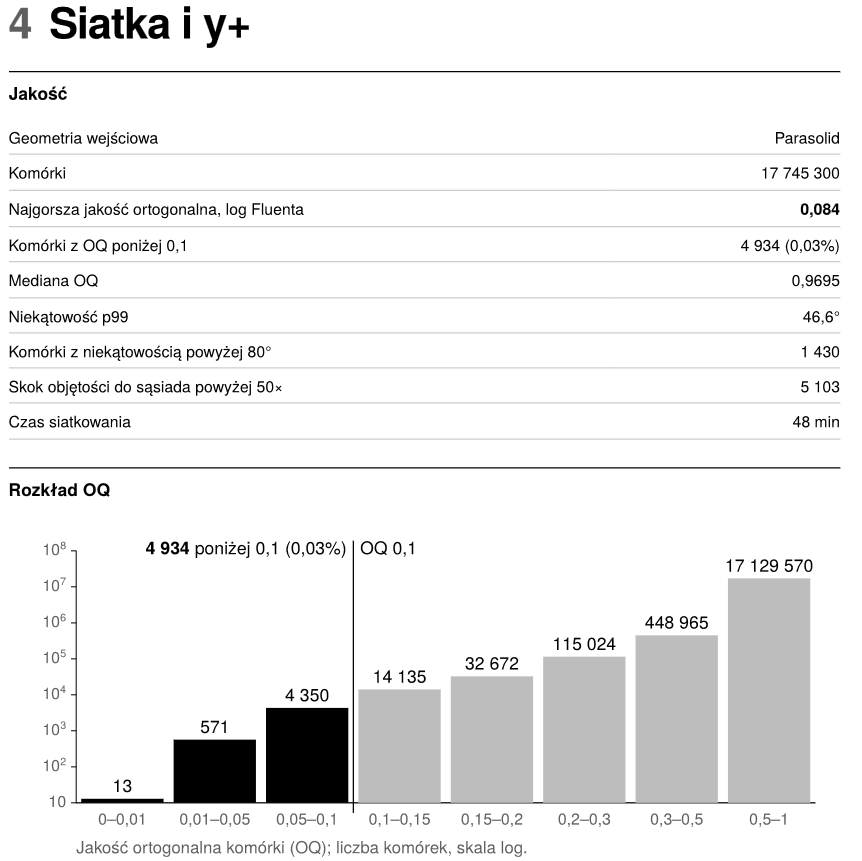 4 Siatka i y+
Jakość
Geometria wejściowa Parasolid
Komórki 17 745 300
Najgorsza jakość ortogonalna, log Fluenta 0,084
Komórki z OQ poniżej 0,1 4 934 (0,03%)
Mediana OQ 0,9695
Niekątowość p99 46,6°
Komórki z niekątowością powyżej 80° 1 430
Skok objętości do sąsiada powyżej 50× 5 103
Czas siatkowania 48 min
Rozkład OQ
4 934 poniżej 0,1 (0,03%) OQ 0,1
10⁸
10⁷
10⁶
10⁵
10⁴
10³
10²
10
13
571
4 350
14 135
32 672
115 024
448 965
17 129 570
0–0,01 0,01–0,05 0,05–0,1 0,1–0,15 0,15–0,2 0,2–0,3 0,3–0,5 0,5–1
Jakość ortogonalna komórki (OQ); liczba komórek, skala log.